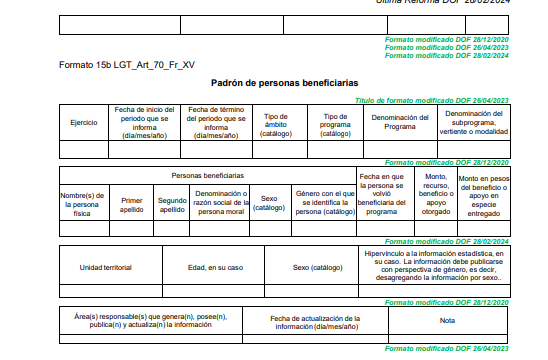 Última Reforma DOF 28/02/2024
Formato modificado DOF 28/12/2020
Formato modificado DOF 26/04/2023
Formato modificado DOF 28/02/2024
Formato 15b LGT_Art_70_Fr_XV
Padrón de personas beneficiarias
Título de formato modificado DOF 26/04/2023
Ejercicio
Fecha de inicio del
periodo que se
informa
(día/mes/año)
Fecha de término
del periodo que se
informa
(día/mes/año)
Tipo de
ámbito
(catálogo)
Tipo de
programa
(catálogo)
Denominación del
Programa
Denominación del
subprograma,
vertiente o modalidad
Formato modificado DOF 28/12/2020
Personas beneficiarias
Nombre(s) de
la persona
física
Primer
apellido
Segundo
apellido
Denominación o
razón social de la
persona moral
Sexo
(catálogo)
Género con el que
se identifica la
persona (catálogo)
Fecha en que
la persona se
volvió
beneficiaria del
programa
Monto,
recurso,
beneficio o
apoyo
otorgado
Monto en pesos
del beneficio o
apoyo en
especie
entregado
Formato modificado DOF 28/02/2024
Unidad territorial
Edad, en su caso
Sexo (catálogo)
Hipervínculo a la información estadística, en
su caso. La información debe publicarse
con perspectiva de género, es decir,
desagregando la información por sexo..
Formato modificado DOF 28/12/2020
Área(s) responsable(s) que genera(n), posee(n),
publica(n) y actualiza(n) la información
Fecha de actualización de la
información (día/mes/año)
Nota
Formato modificado DOF 26/04/2023